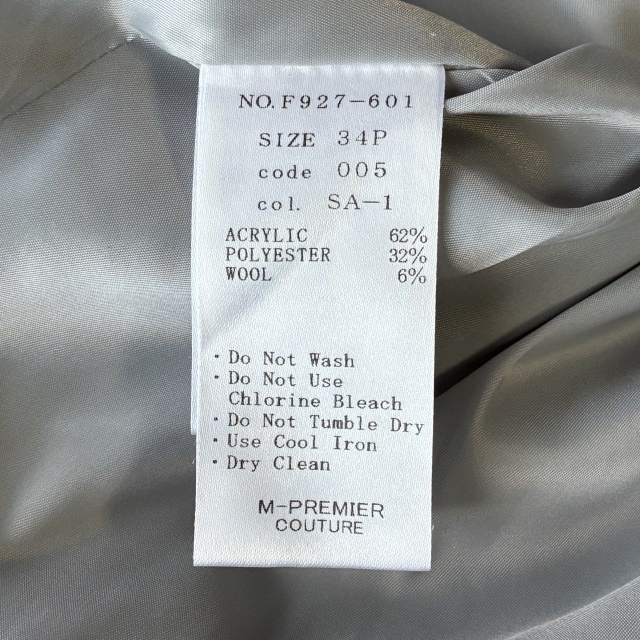 NO. F927-601
SIZE 34P
code 005
col. SA-1
ACRYLIC 62%
POLYESTER 32%
WOOL 6%
・Do Not Wash
・Do Not Use
Chlorine Bleach
・Do Not Tumble Dry
・Use Cool Iron
・Dry Clean
M-PREMIER
COUTURE